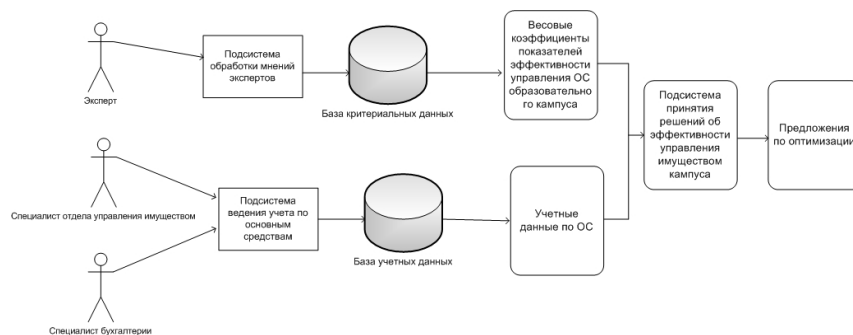 Эксперт
Подсистема
обработки мнений
экспертов
База критериальных данных
Весовые
коэффициенты
показателей
эффективности
управления ОС
образовательно
го кампуса
Подсистема
принятия
решений об
эффективности
управления
имуществом
кампуса
Предложения
по оптимизации
Специалист отдела управления имуществом
Специалист бухгалтерии
Подсистема
ведения учета по
основным
средствам
База учетных данных
Учетные
данные по ОС